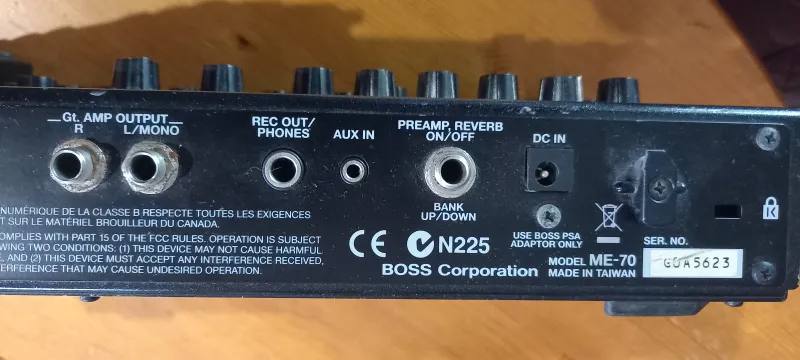 Gt. AMP OUTPUT
R L/MONO
REC OUT/
PHONES
AUX IN
PREAMP, REVERB
ON/OFF
BANK
UP/DOWN
DC IN
USE BOSS PSA
ADAPTOR ONLY
NUMÉRIQUE DE LA CLASSE B RESPECTE TOUTES LES EXIGENCES
SUR LE MATÉRIEL BROUILLEUR DU CANADA.
COMPLIES WITH PART 15 OF THE FCC RULES. OPERATION IS SUBJECT
TWO CONDITIONS: (1) THIS DEVICE MAY NOT CAUSE HARMFUL
AND (2) THIS DEVICE MUST ACCEPT ANY INTERFERENCE RECEIVED,
INTERFERENCE THAT MAY CAUSE UNDESIRED OPERATION.
CE N225
BOSS Corporation
MODEL ME-70
MADE IN TAIWAN
SER. NO.
K